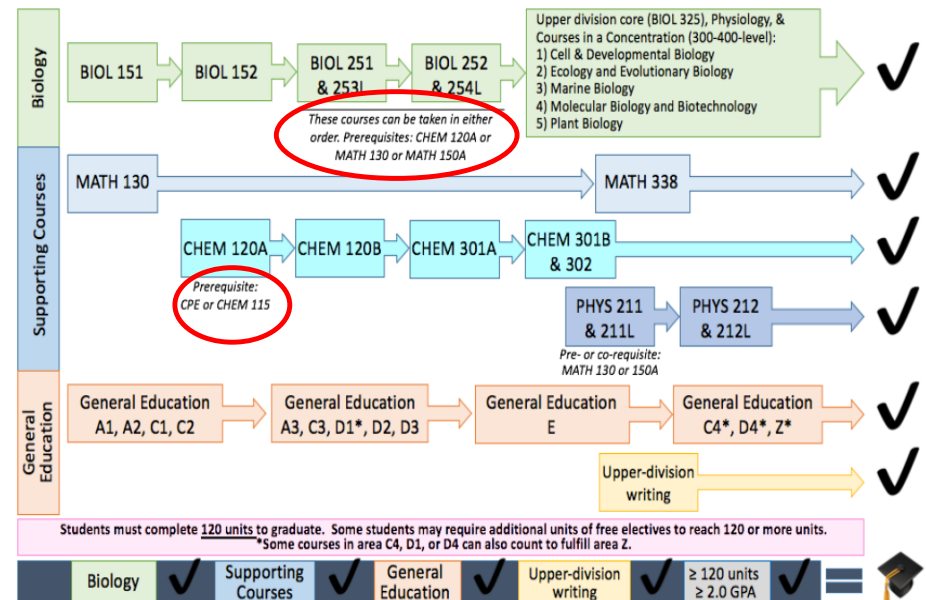 Biology
BIOL 151
BIOL 152
BIOL 251
& 253L
BIOL 252
& 254L
These courses can be taken in either
order. Prerequisites: CHEM 120A or
MATH 130 or MATH 150A
Upper division core (BIOL 325), Physiology, &
Courses in a Concentration (300-400-level):
1) Cell & Developmental Biology
2) Ecology and Evolutionary Biology
3) Marine Biology
4) Molecular Biology and Biotechnology
5) Plant Biology
Supporting Courses
MATH 130
MATH 338
CHEM 120A
CHEM 120B
CHEM 301A
CHEM 301B
& 302
Prerequisite:
CPE or CHEM 115
PHYS 211
& 211L
PHYS 212
& 212L
Pre- or co-requisite:
MATH 130 or 150A
General
Education
General Education
A1, A2, C1, C2
General Education
A3, C3, D1*, D2, D3
General Education
E
General Education
C4*, D4*, Z*
Upper-division
writing
Students must complete 120 units to graduate. Some students may require additional units of free electives to reach 120 or more units.
*Some courses in area C4, D1, or D4 can also count to fulfill area Z.
Biology
Supporting
Courses
General
Education
Upper-division
writing
≥ 120 units
≥ 2.0 GPA